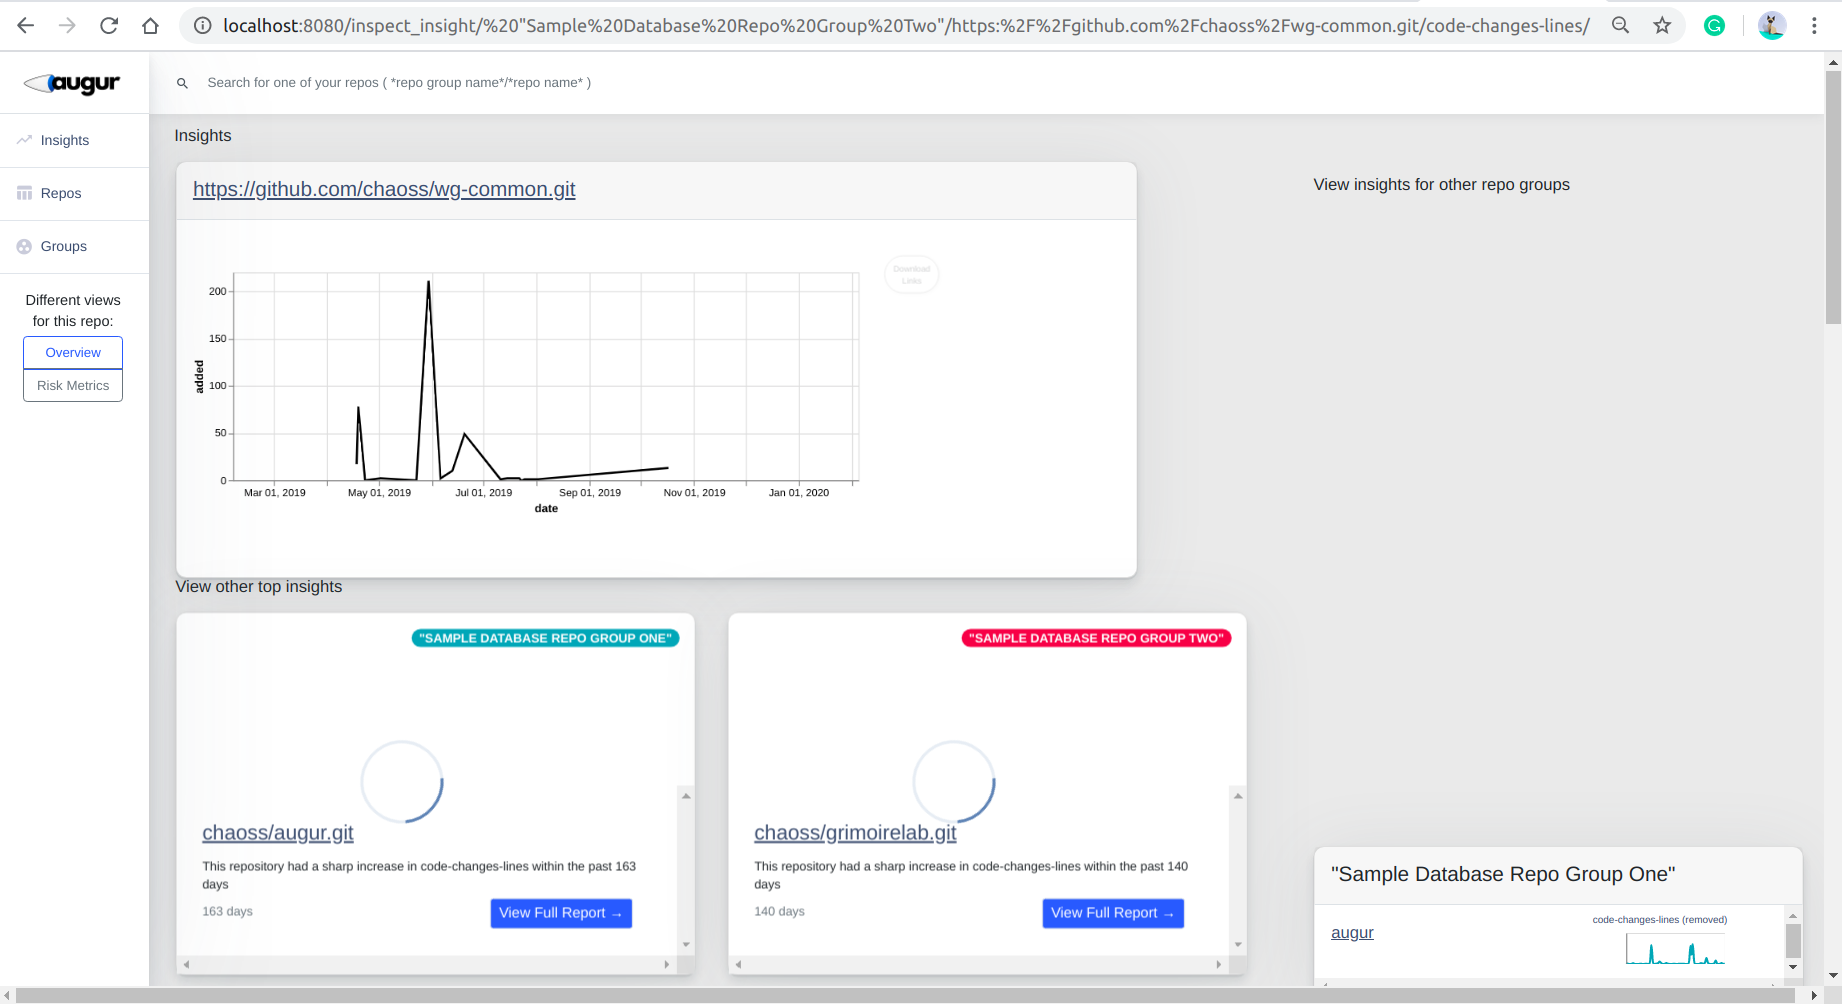 localhost:8080/inspect_insight/%20"Sample%20Database%20Repo%20Group%20Two"/https:%2F%2Fgithub.com%2Fchaoss%2Fwg-common.git/code-changes-lines/
augur
Search for one of your repos ( *repo group name*/*repo name* )
Insights
Repos
Groups
Different views
for this repo:
Overview
Risk Metrics
Insights
https://github.com/chaoss/wg-common.git
Download
Links
added
200
150
100
50
0
Mar 01, 2019 May 01, 2019 Jul 01, 2019 Sep 01, 2019 Nov 01, 2019 Jan 01, 2020
date
View insights for other repo groups
View other top insights
"SAMPLE DATABASE REPO GROUP ONE"
chaoss/augur.git
This repository had a sharp increase in code-changes-lines within the past 163
days
163 days
View Full Report →
"SAMPLE DATABASE REPO GROUP TWO"
chaoss/grimoirelab.git
This repository had a sharp increase in code-changes-lines within the past 140
days
140 days
View Full Report →
"Sample Database Repo Group One"
augur
code-changes-lines (removed)